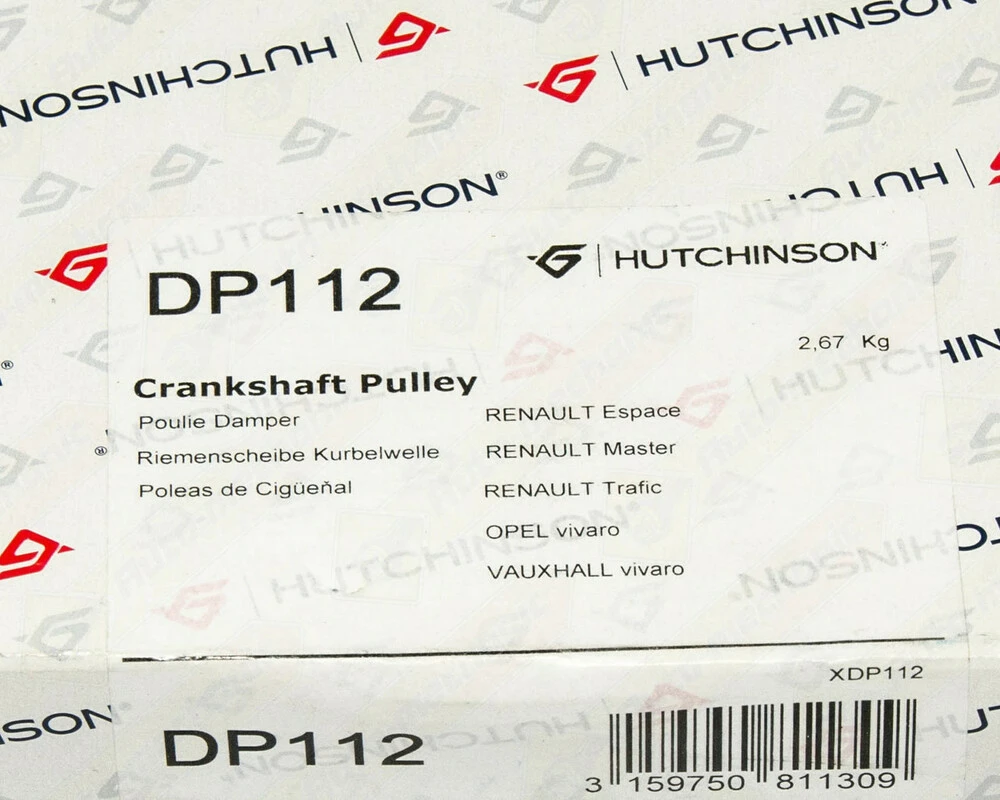 HUTCHINSON
HUTCHINSON
HUTCHINSON®
HUTCHINSON
DP112
HUTCHINSON
2,67 Kg
Crankshaft Pulley
Poulie Damper
Riemenscheibe Kurbelwelle
Poleas de Cigüeñal
RENAULT Espace
RENAULT Master
RENAULT Trafic
OPEL vivaro
VAUXHALL vivaro
XDP112
DP112
3 159750 811309